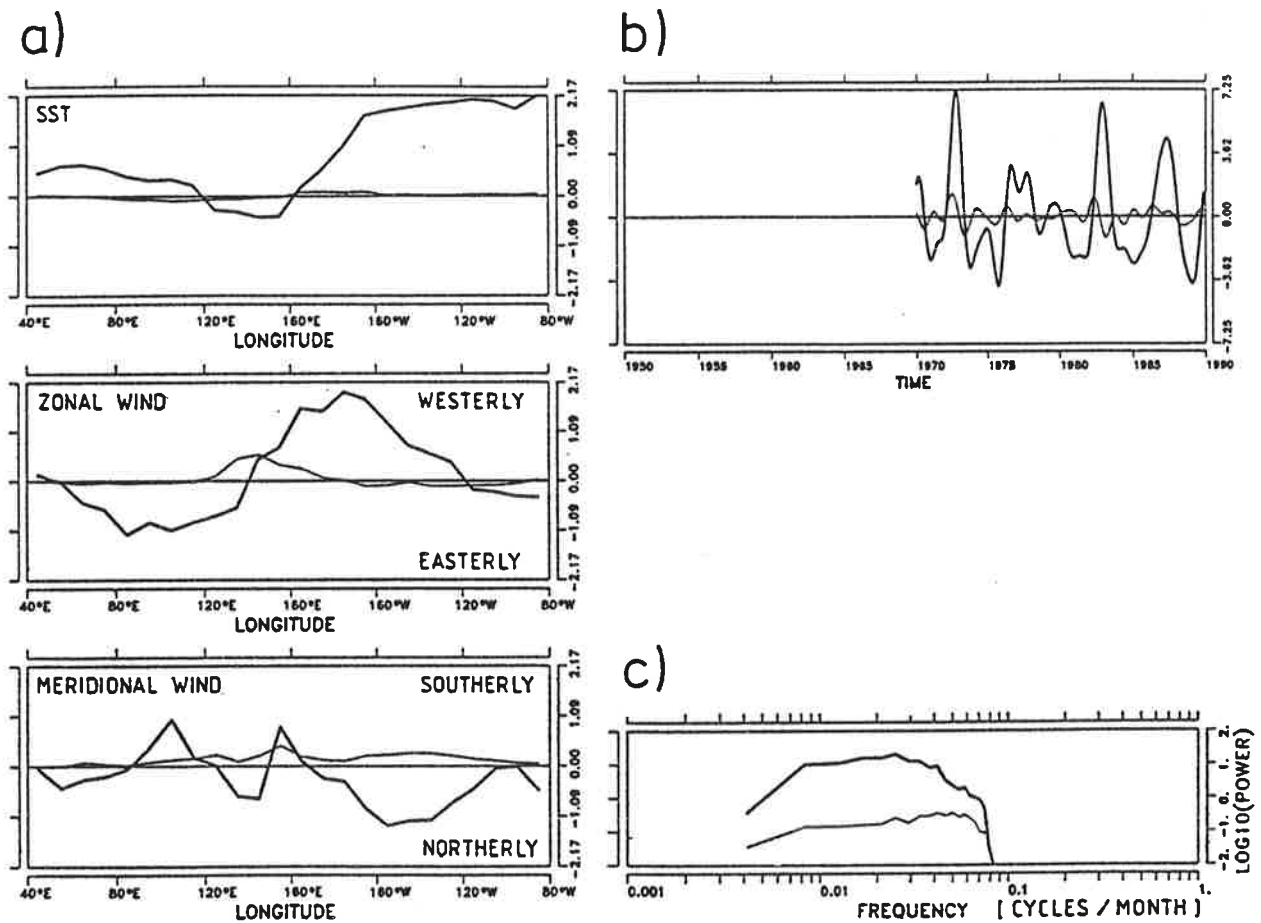 a)
SST
2.17
1.09
0.00
-1.09
-2.17
40°E 80°E 120°E 160°E 160°W 120°W 80°W
LONGITUDE
ZONAL WIND WESTERLY
EASTERLY
2.17
1.09
0.00
-1.09
-2.17
40°E 80°E 120°E 160°E 160°W 120°W 80°W
LONGITUDE
MERIDIONAL WIND SOUTHERLY
NORTHERLY
2.17
1.09
0.00
-1.09
-2.17
40°E 80°E 120°E 160°E 160°W 120°W 80°W
LONGITUDE
b)
7.25
3.62
0.00
-3.62
-7.25
1950 1955 1960 1965 1970 1975 1980 1985 1990
TIME
c)
2.
1.
0.
-1.
-2.
LOG10(POWER)
0.001 0.01 0.1 1.
FREQUENCY [CYCLES / MONTH]